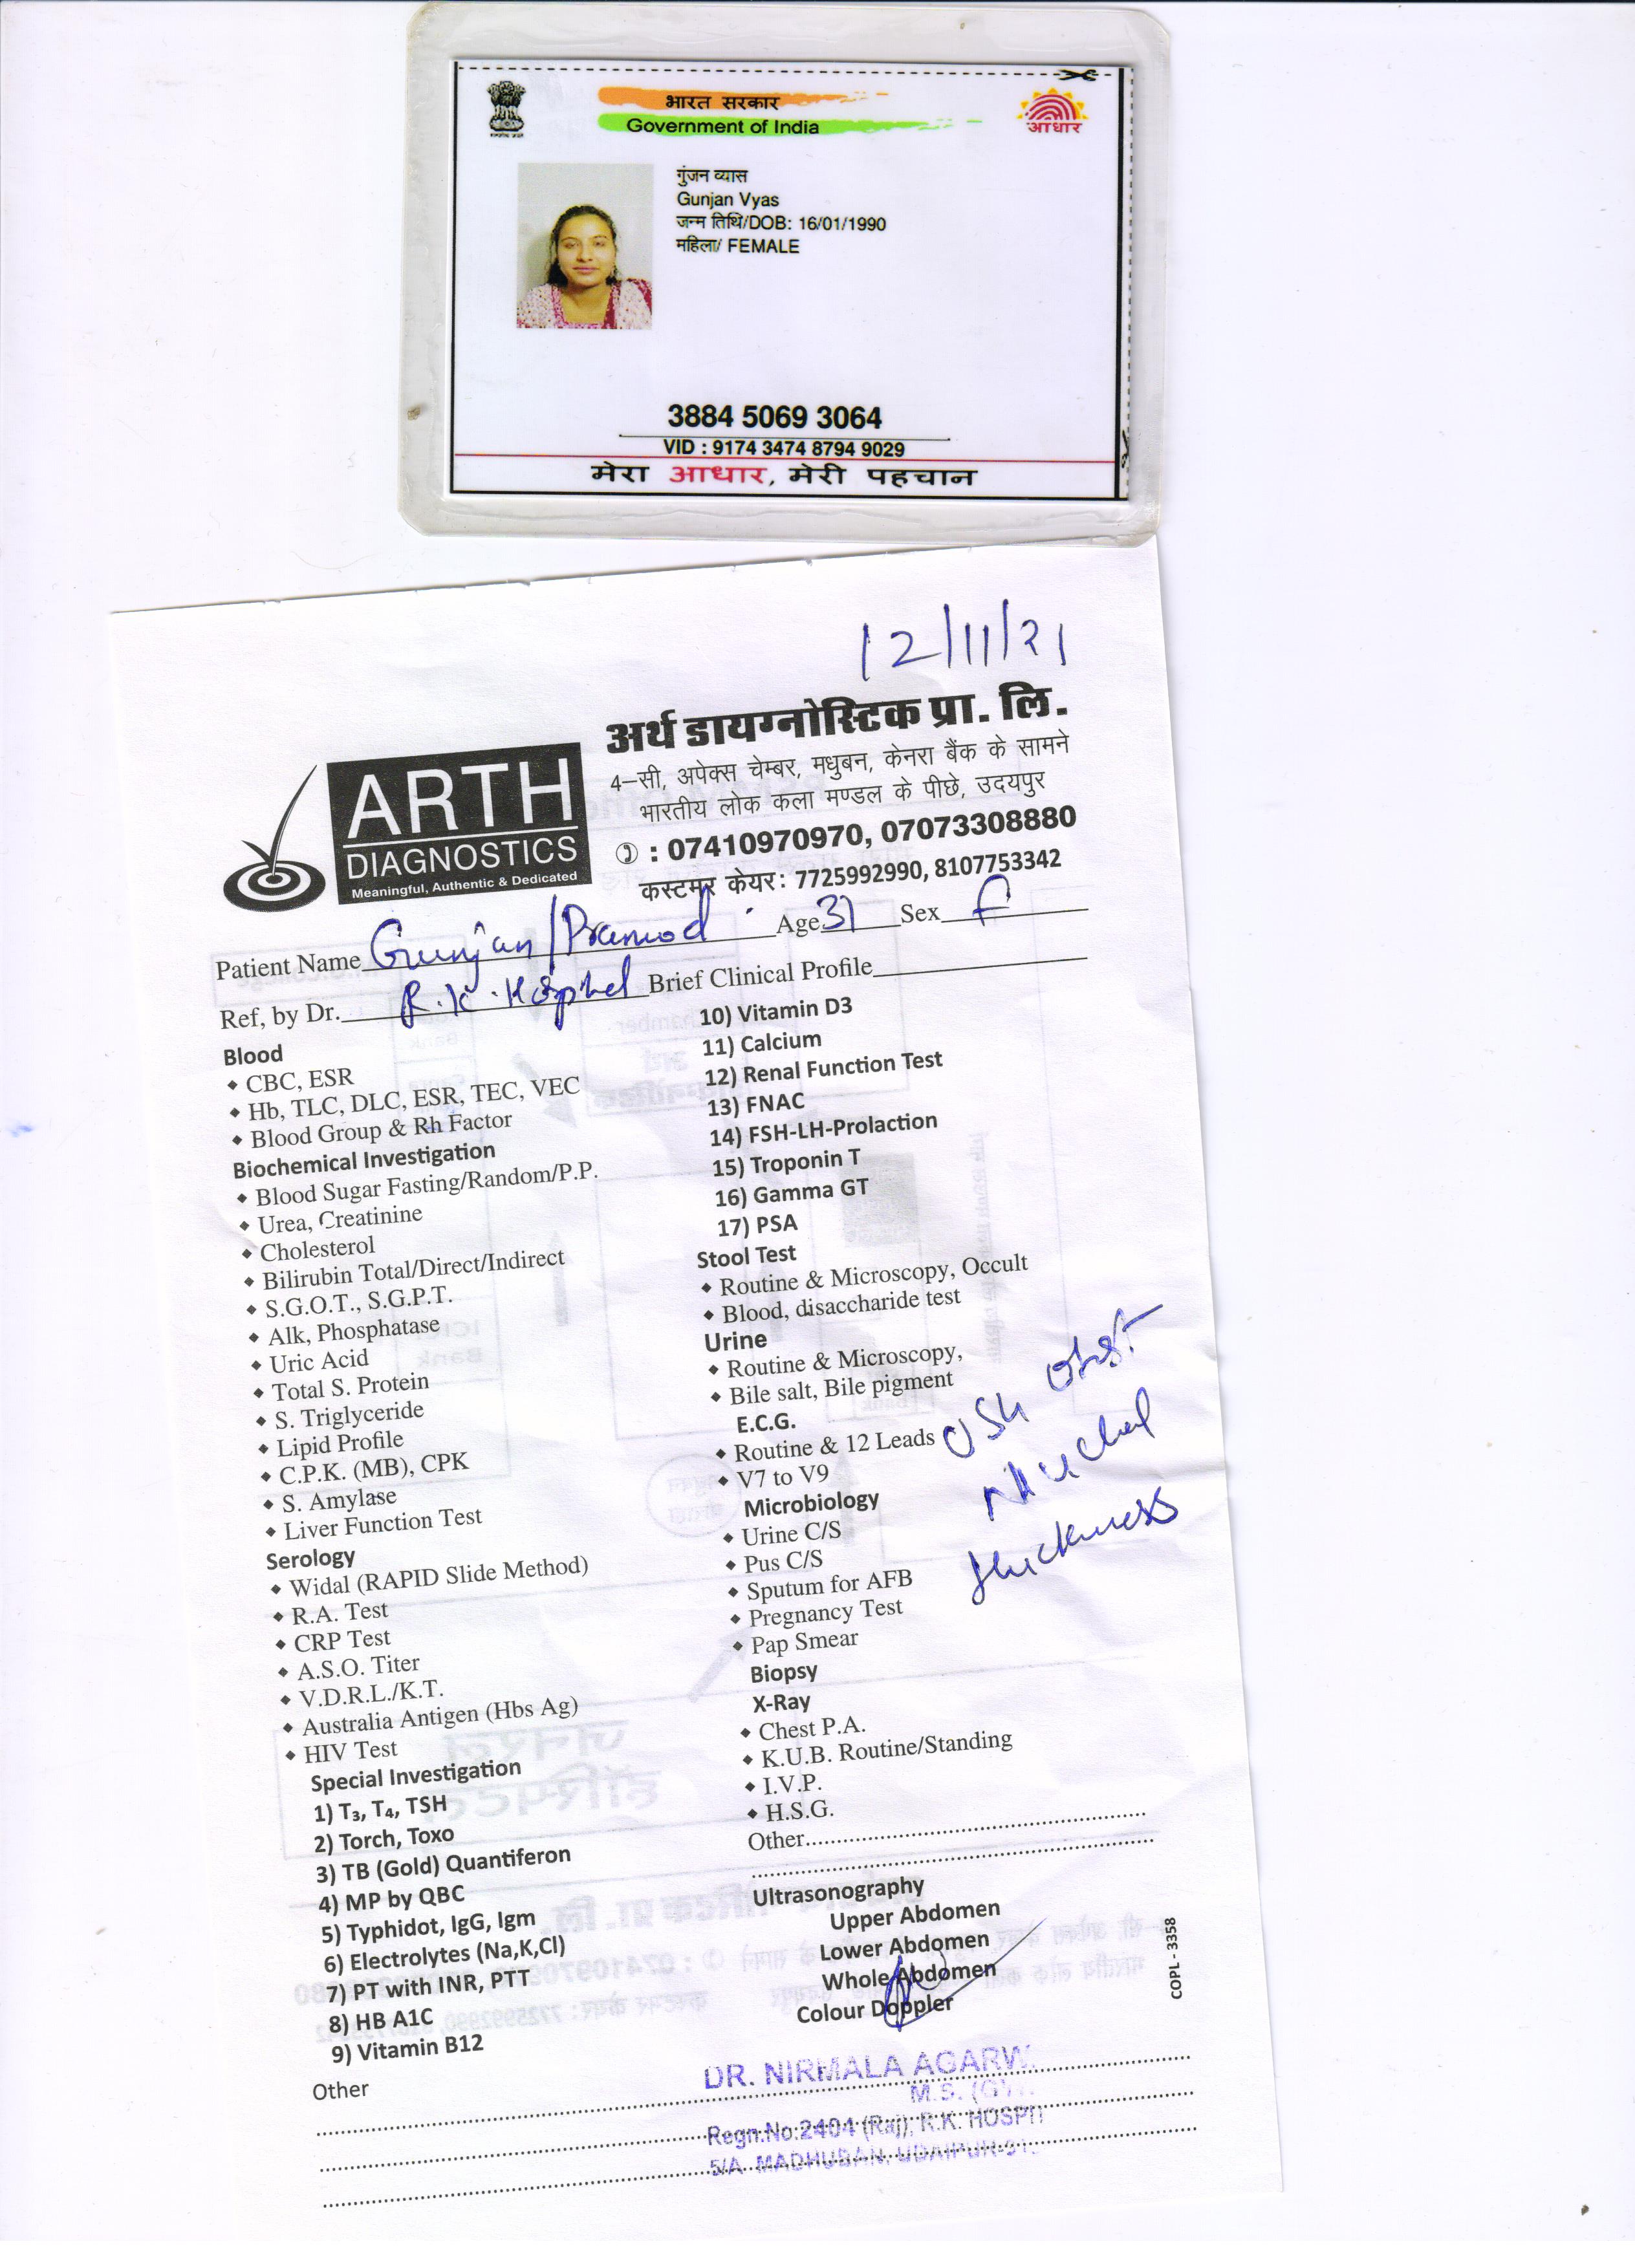 भारत सरकार
Government of India
आधार
गुंजन व्यास
Gunjan Vyas
जन्म तिथि/DOB: 16/01/1990
महिला/ FEMALE
3884 5069 3064
VID : 9174 3474 8794 9029
मेरा आधार, मेरी पहचान
12/11/21
अर्थ डायग्नोस्टिक प्रा. लि.
4–सी, अपेक्स चेम्बर, मधुबन, केनरा बैंक के सामने
भारतीय लोक कला मण्डल के पीछे, उदयपुर
: 07410970970, 07073308880
कस्टमर केयर: 7725992990, 8107753342
ARTH
DIAGNOSTICS
Meaningful, Authentic & Dedicated
Patient Name Gunjan/Pramod Age 31 Sex F
Ref, by Dr. R.K. Hospital Brief Clinical Profile
Blood
CBC, ESR
Hb, TLC, DLC, ESR, TEC, VEC
Blood Group & Rh Factor
Biochemical Investigation
Blood Sugar Fasting/Random/P.P.
Urea, Creatinine
Cholesterol
Bilirubin Total/Direct/Indirect
S.G.O.T., S.G.P.T.
Alk, Phosphatase
Uric Acid
Total S. Protein
S. Triglyceride
Lipid Profile
C.P.K. (MB), CPK
S. Amylase
Liver Function Test
Serology
Widal (RAPID Slide Method)
R.A. Test
CRP Test
A.S.O. Titer
V.D.R.L./K.T.
Australia Antigen (Hbs Ag)
HIV Test
Special Investigation
1) T₃, T₄, TSH
2) Torch, Toxo
3) TB (Gold) Quantiferon
4) MP by QBC
5) Typhidot, IgG, Igm
6) Electrolytes (Na,K,Cl)
7) PT with INR, PTT
8) HB A1C
9) Vitamin B12
Other
10) Vitamin D3
11) Calcium
12) Renal Function Test
13) FNAC
14) FSH-LH-Prolaction
15) Troponin T
16) Gamma GT
17) PSA
Stool Test
Routine & Microscopy, Occult
Blood, disaccharide test
Urine
Routine & Microscopy,
Bile salt, Bile pigment
E.C.G.
Routine & 12 Leads
V7 to V9
Microbiology
Urine C/S
Pus C/S
Sputum for AFB
Pregnancy Test
Pap Smear
Biopsy
X-Ray
Chest P.A.
K.U.B. Routine/Standing
I.V.P.
H.S.G.
Other
USG Obst.
Nuchal
thickness
Ultrasonography
Upper Abdomen
Lower Abdomen
Whole Abdomen
Colour Doppler
COPL - 3358
DR. NIRMALA AGARW
M.S.
Regn.No.2404 (Raj), R.K. HOSPIT
5/A MADHUBAN, UDAIPUR-31